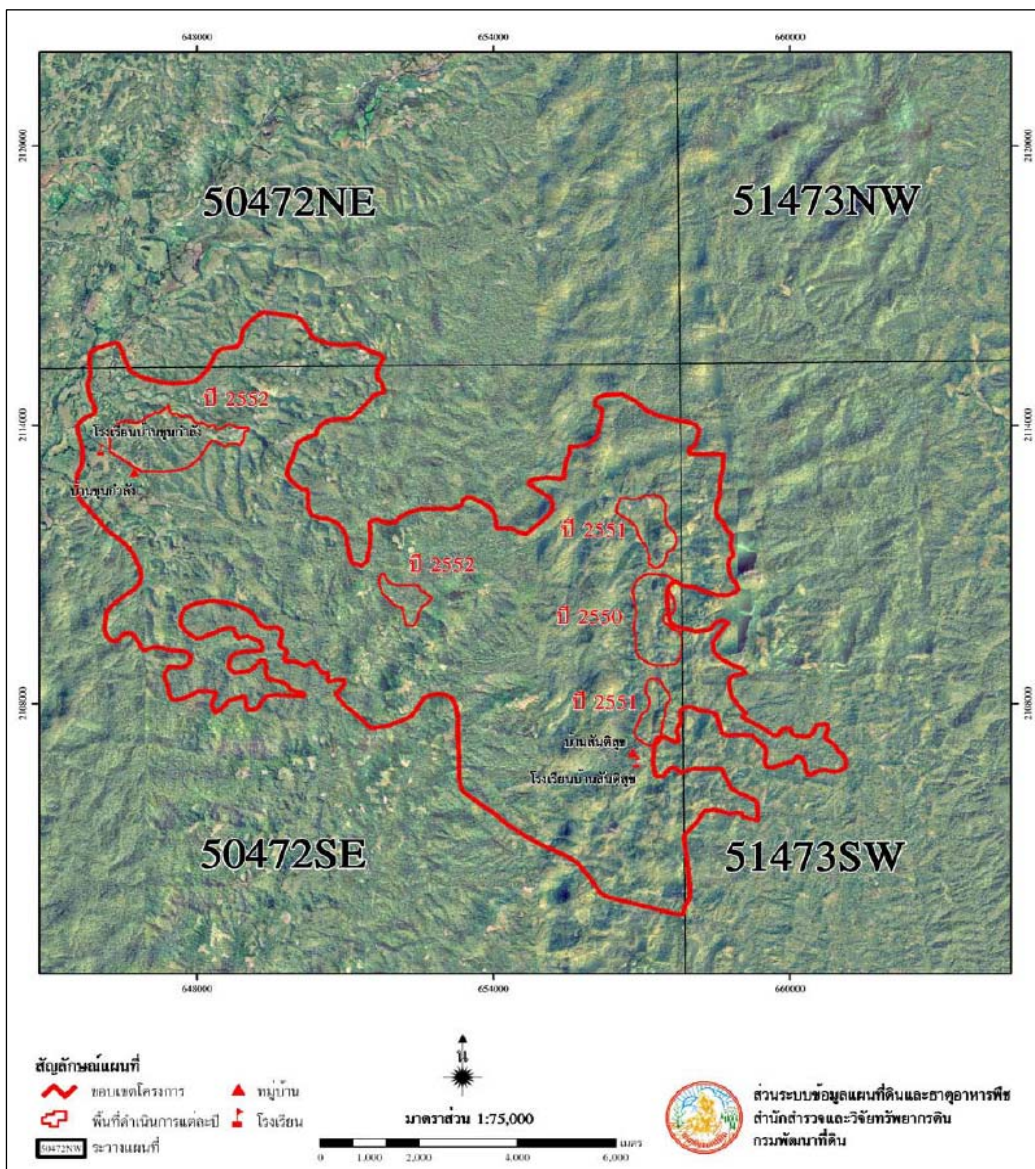 648000 654000 660000
2120000 2120000
50472NE 51473NW
ปี 2552
2114000 2114000
โรงเรียนบ้านขุนกำลัง
บ้านขุนกำลัง
ปี 2551
ปี 2552
ปี 2550
2108000 2108000
ปี 2551
บ้านสันติสุข
โรงเรียนบ้านสันติสุข
50472SE 51473SW
648000 654000 660000
สัญลักษณ์แผนที่
ขอบเขตโครงการ หมู่บ้าน
พื้นที่ดำเนินการแต่ละปี โรงเรียน
50472NW ระวางแผนที่
น
มาตราส่วน 1:75,000
0 1,000 2,000 4,000 6,000 เมตร
ส่วนระบบข้อมูลแผนที่ดินและธาตุอาหารพืช
สำนักสำรวจและวิจัยทรัพยากรดิน
กรมพัฒนาที่ดิน